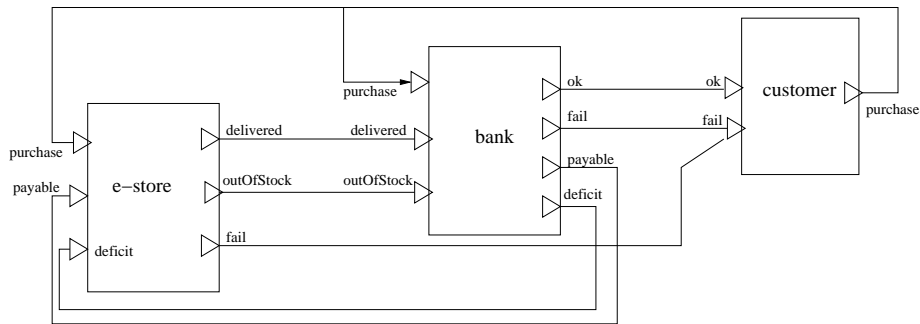 ok ok customer
purchase
purchase
fail fail
delivered delivered bank
purchase
payable
payable e-store outOfStock outOfStock deficit
fail
deficit